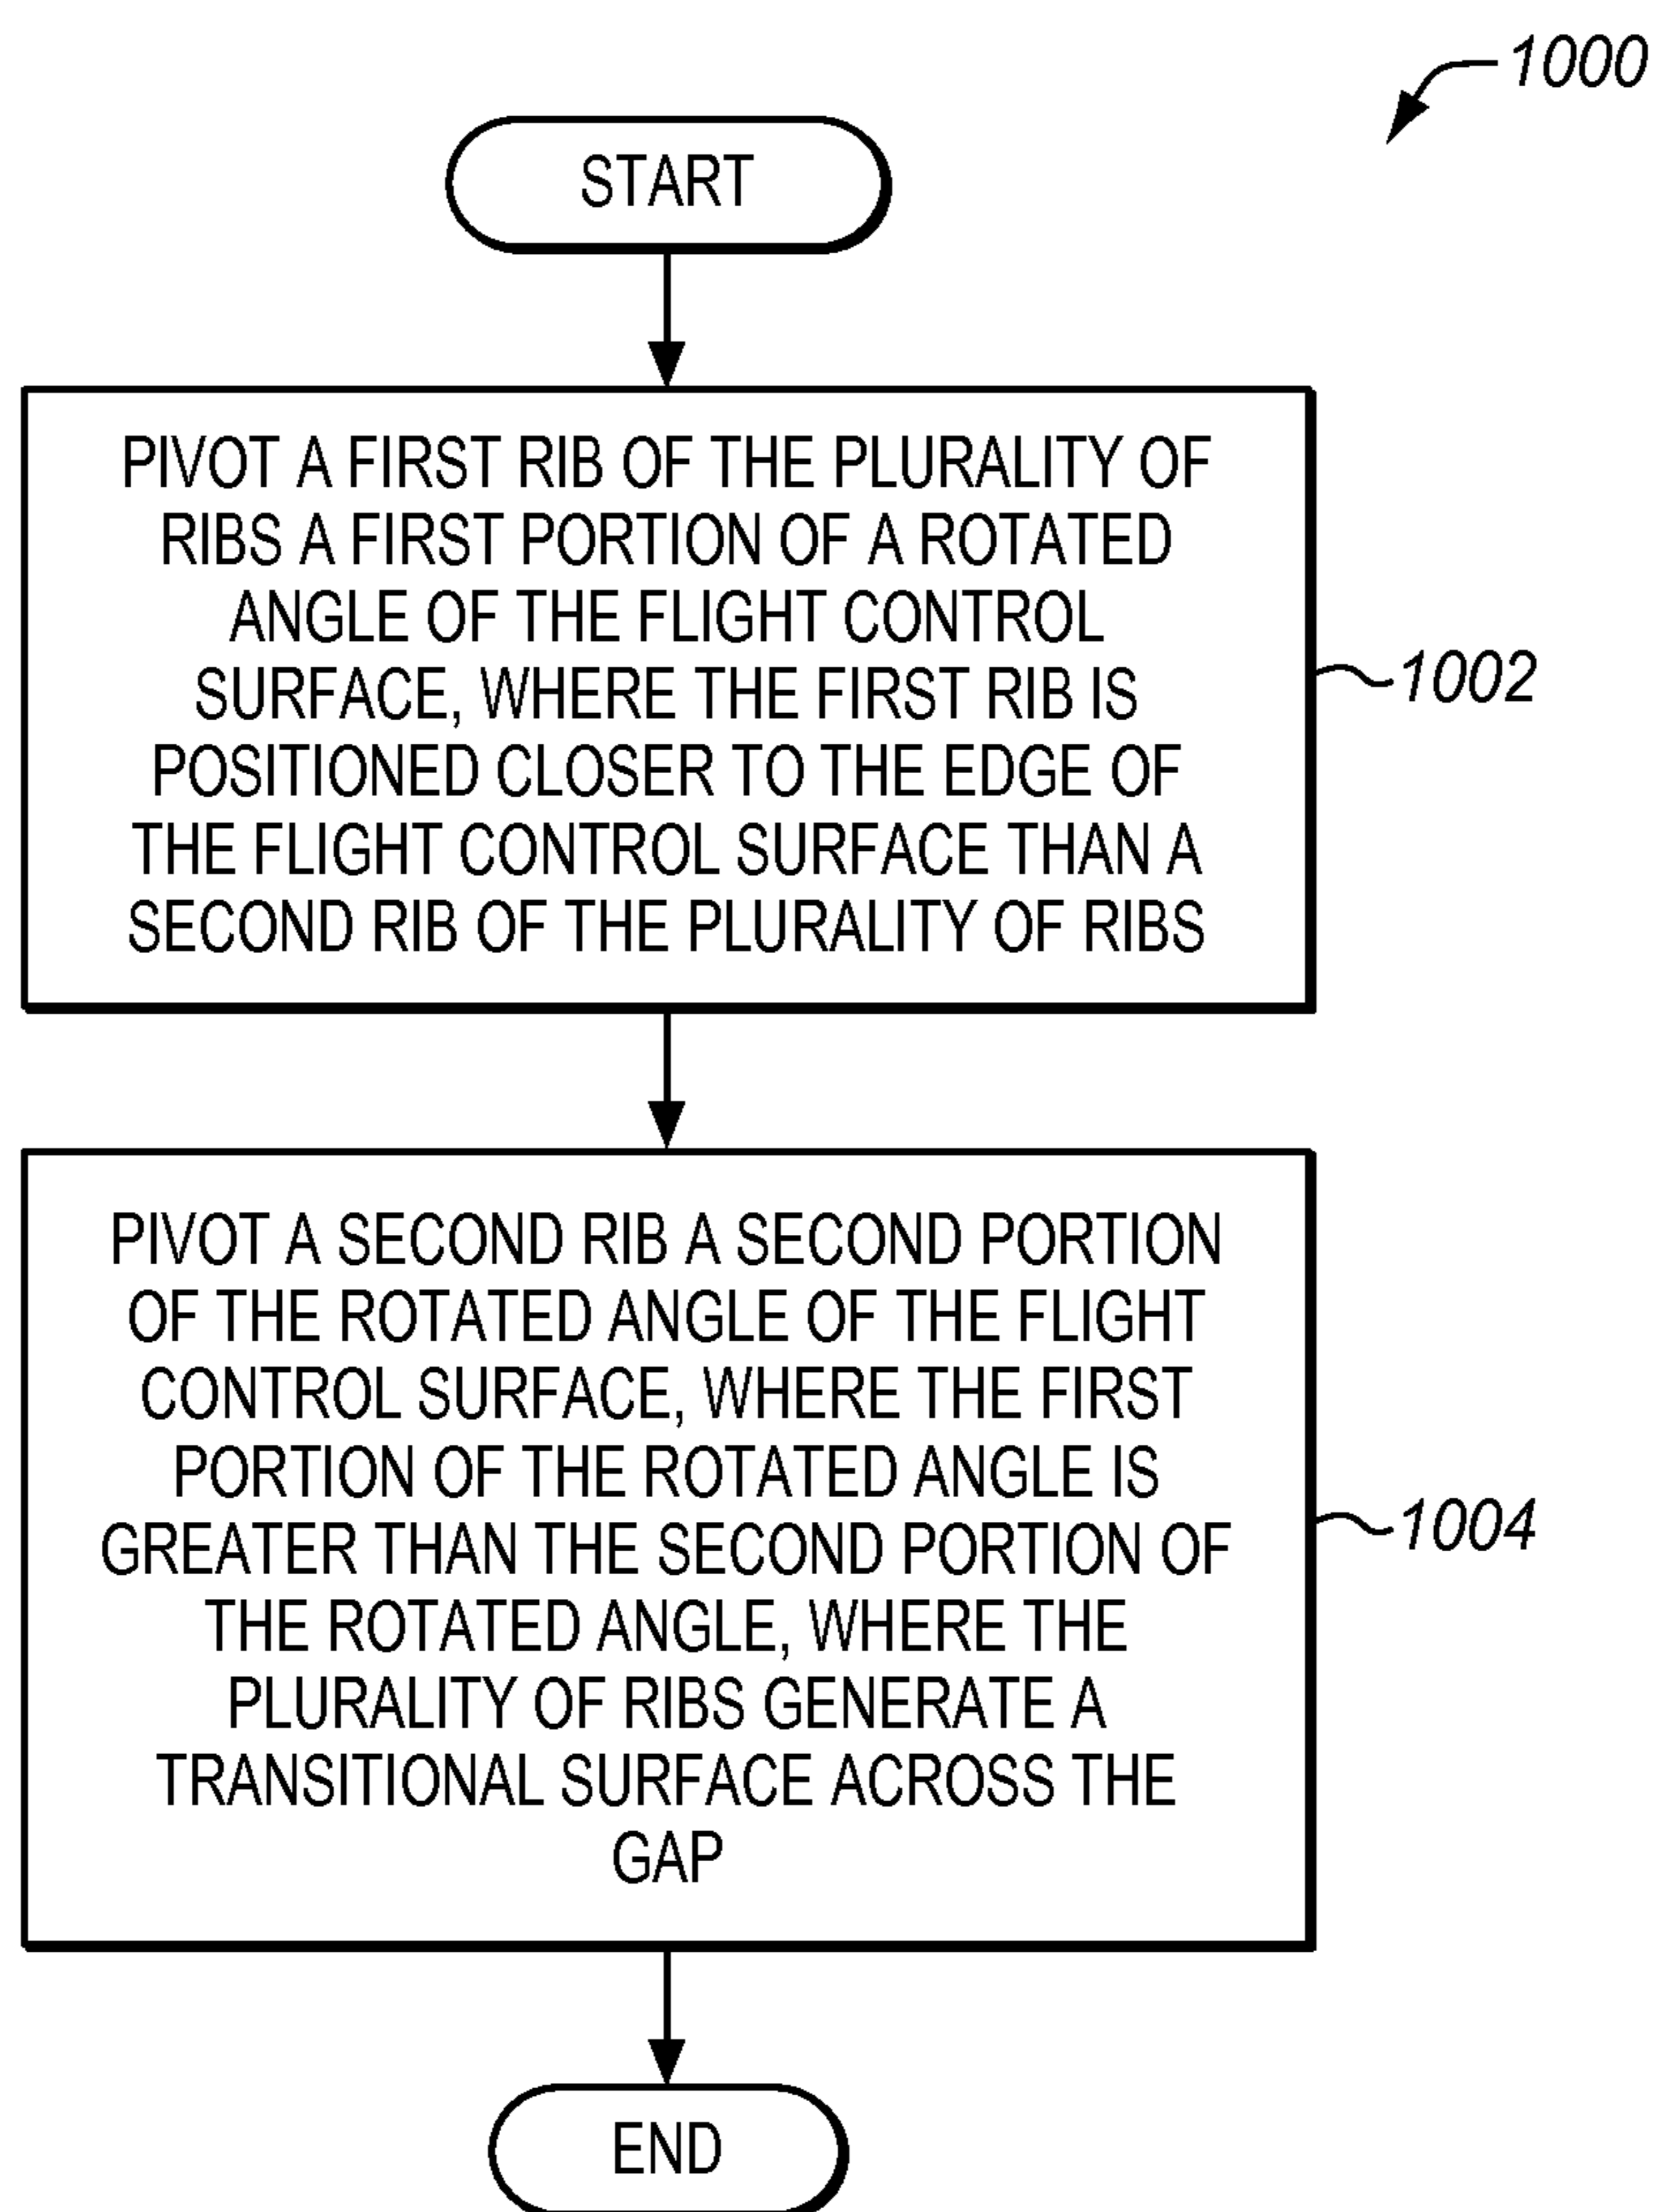 1000
START
PIVOT A FIRST RIB OF THE PLURALITY OF
RIBS A FIRST PORTION OF A ROTATED
ANGLE OF THE FLIGHT CONTROL
SURFACE, WHERE THE FIRST RIB IS
POSITIONED CLOSER TO THE EDGE OF
THE FLIGHT CONTROL SURFACE THAN A
SECOND RIB OF THE PLURALITY OF RIBS
1002
PIVOT A SECOND RIB A SECOND PORTION
OF THE ROTATED ANGLE OF THE FLIGHT
CONTROL SURFACE, WHERE THE FIRST
PORTION OF THE ROTATED ANGLE IS
GREATER THAN THE SECOND PORTION OF
THE ROTATED ANGLE, WHERE THE
PLURALITY OF RIBS GENERATE A
TRANSITIONAL SURFACE ACROSS THE
GAP
1004
END